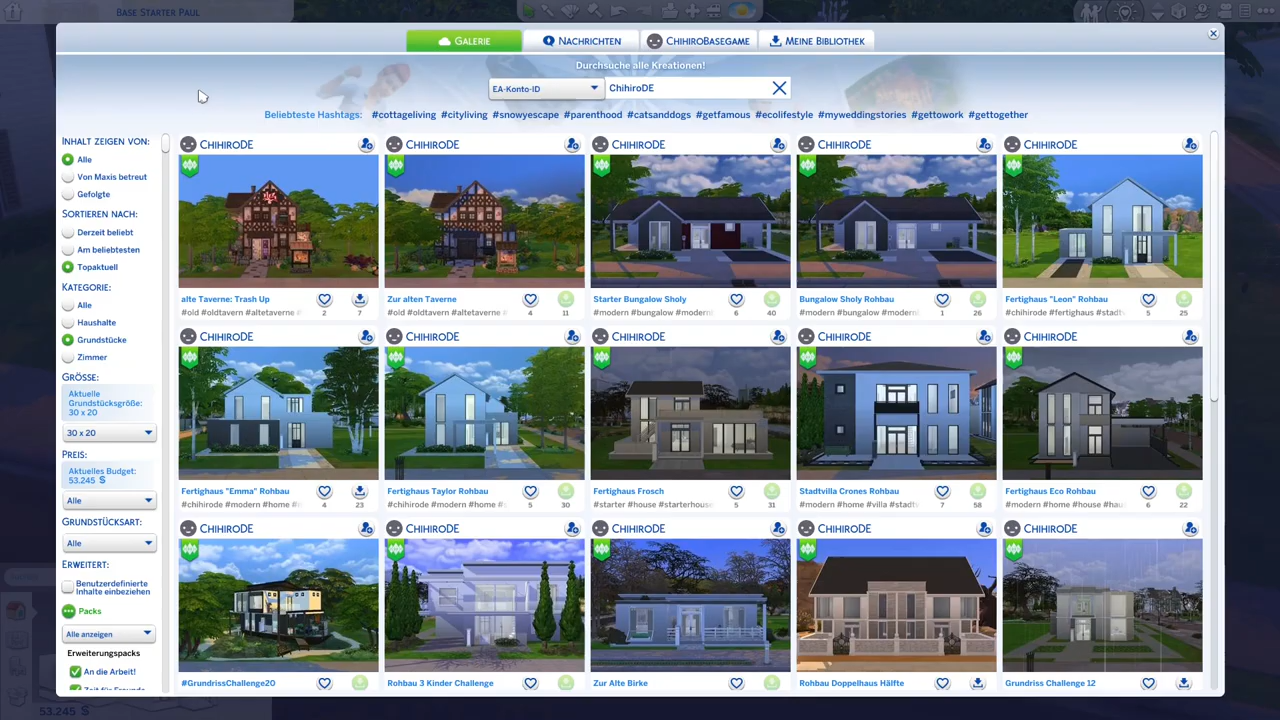 BASE STARTER PAUL
GALERIE
NACHRICHTEN
CHIHIROBASEGAME
MEINE BIBLIOTHEK
Durchsuche alle Kreationen!
EA-Konto-ID
ChihiroDE
Beliebteste Hashtags: #cottageliving #cityliving #snowyescape #parenthood #catsanddogs #getfamous #ecolifestyle #myweddingstories #gettowork #gettogether
INHALT ZEIGEN VON:
Alle
Von Maxis betreut
Gefolgte
SORTIEREN NACH:
Derzeit beliebt
Am beliebtesten
Topaktuell
KATEGORIE:
Alle
Haushalte
Grundstücke
Zimmer
GRÖSSE:
Aktuelle
Grundstücksgröße:
30 x 20
30 x 20
PREIS:
Aktuelles Budget:
53.245 $
Alle
GRUNDSTÜCKSART:
Alle
ERWEITERT:
Benutzerdefinierte
Inhalte einbeziehen
Packs
Alle anzeigen
Erweiterungspacks
An die Arbeit!
CHIHIRODE CHIHIRODE CHIHIRODE CHIHIRODE CHIHIRODE
alte Taverne: Trash Up 2 7
#old #oldtavern #altetaverne #
Zur alten Taverne 4 11
#old #oldtavern #altetaverne #
Starter Bungalow Sholy 6 40
#modern #bungalow #modern
Bungalow Sholy Rohbau 1 26
#modern #bungalow #modern
Fertighaus "Leon" Rohbau 5 25
#chihirode #fertighaus #stadt
CHIHIRODE CHIHIRODE CHIHIRODE CHIHIRODE CHIHIRODE
Fertighaus "Emma" Rohbau 4 23
#chihirode #modern #home #
Fertighaus Taylor Rohbau 5 30
#chihirode #modern #home #
Fertighaus Frosch 5 31
#starter #house #starterhouse
Stadtvilla Crones Rohbau 7 58
#modern #home #villa #stadtv
Fertighaus Eco Rohbau 6 22
#modern #home #house #hau
CHIHIRODE CHIHIRODE CHIHIRODE CHIHIRODE CHIHIRODE
#GrundrissChallenge20
Rohbau 3 Kinder Challenge
Zur Alte Birke
Rohbau Doppelhaus Hälfte
Grundriss Challenge 12
53.245 $